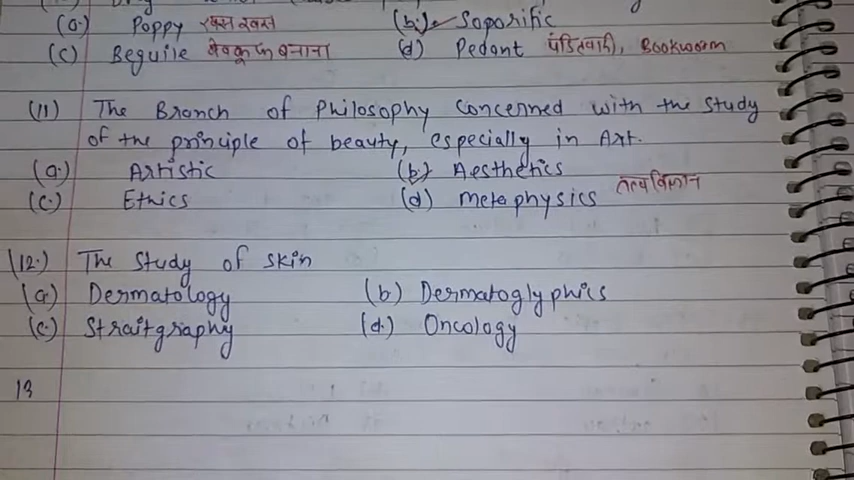 (a.) Poppy खस खस (b.) Soporific
(c) Beguile बेवकूफ बनाना (d) Pedant पंडितवादी, Bookworm
(11) The Branch of Philosophy concerned with the study
of the principle of beauty, especially in Art.
(a.) Artistic (b.) Aesthetics
(c.) Ethics (d) metaphysics तत्वविज्ञान
(12.) The Study of skin
(a.) Dermatology (b) Dermatoglyphics
(c.) Straitgraphy (d.) Oncology
13